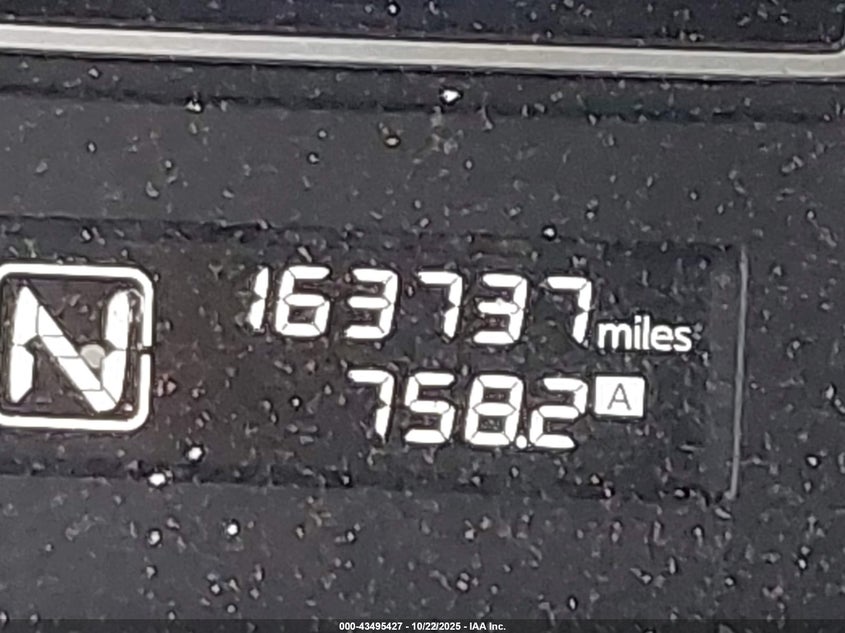 163737 miles
N
758.2 A
000-43495427 - 10/22/2025 - IAA Inc.